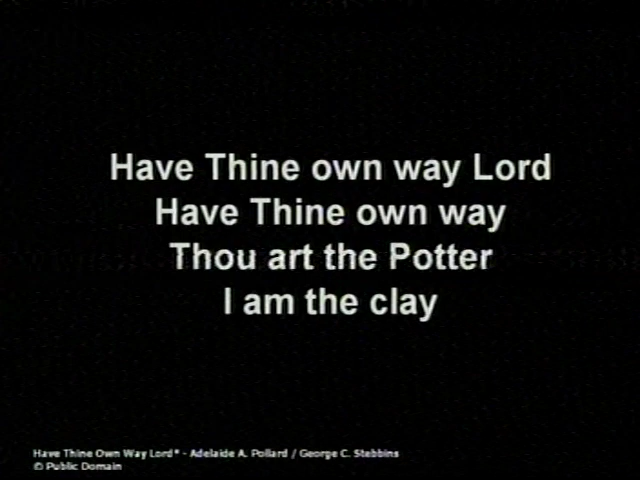 Have Thine own way Lord
Have Thine own way
Thou art the Potter
I am the clay
Have Thine Own Way Lord* - Adelaide A. Pollard / George C. Stebbins
© Public Domain